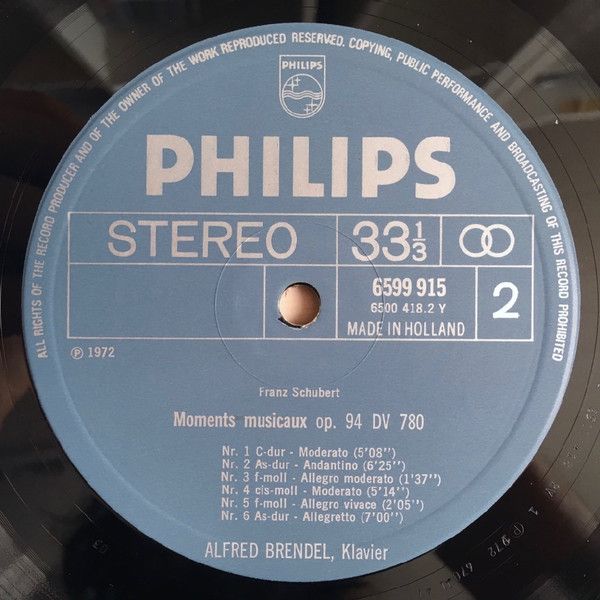 ALL RIGHTS OF THE RECORD PRODUCER AND OF THE OWNER OF THE WORK REPRODUCED RESERVED. COPYING, PUBLIC PERFORMANCE AND BROADCASTING OF THIS RECORD PROHIBITED
PHILIPS
PHILIPS
STEREO 33 1/3
6599 915
6500 418.2 Y
MADE IN HOLLAND
2
℗ 1972
Franz Schubert
Moments musicaux op. 94 DV 780
Nr. 1 C-dur - Moderato (5'08'')
Nr. 2 As-dur - Andantino (6'25'')
Nr. 3 f-moll - Allegro moderato (1'37'')
Nr. 4 cis-moll - Moderato (5'14'')
Nr. 5 f-moll - Allegro vivace (2'05'')
Nr. 6 As-dur - Allegretto (7'00'')
ALFRED BRENDEL, Klavier